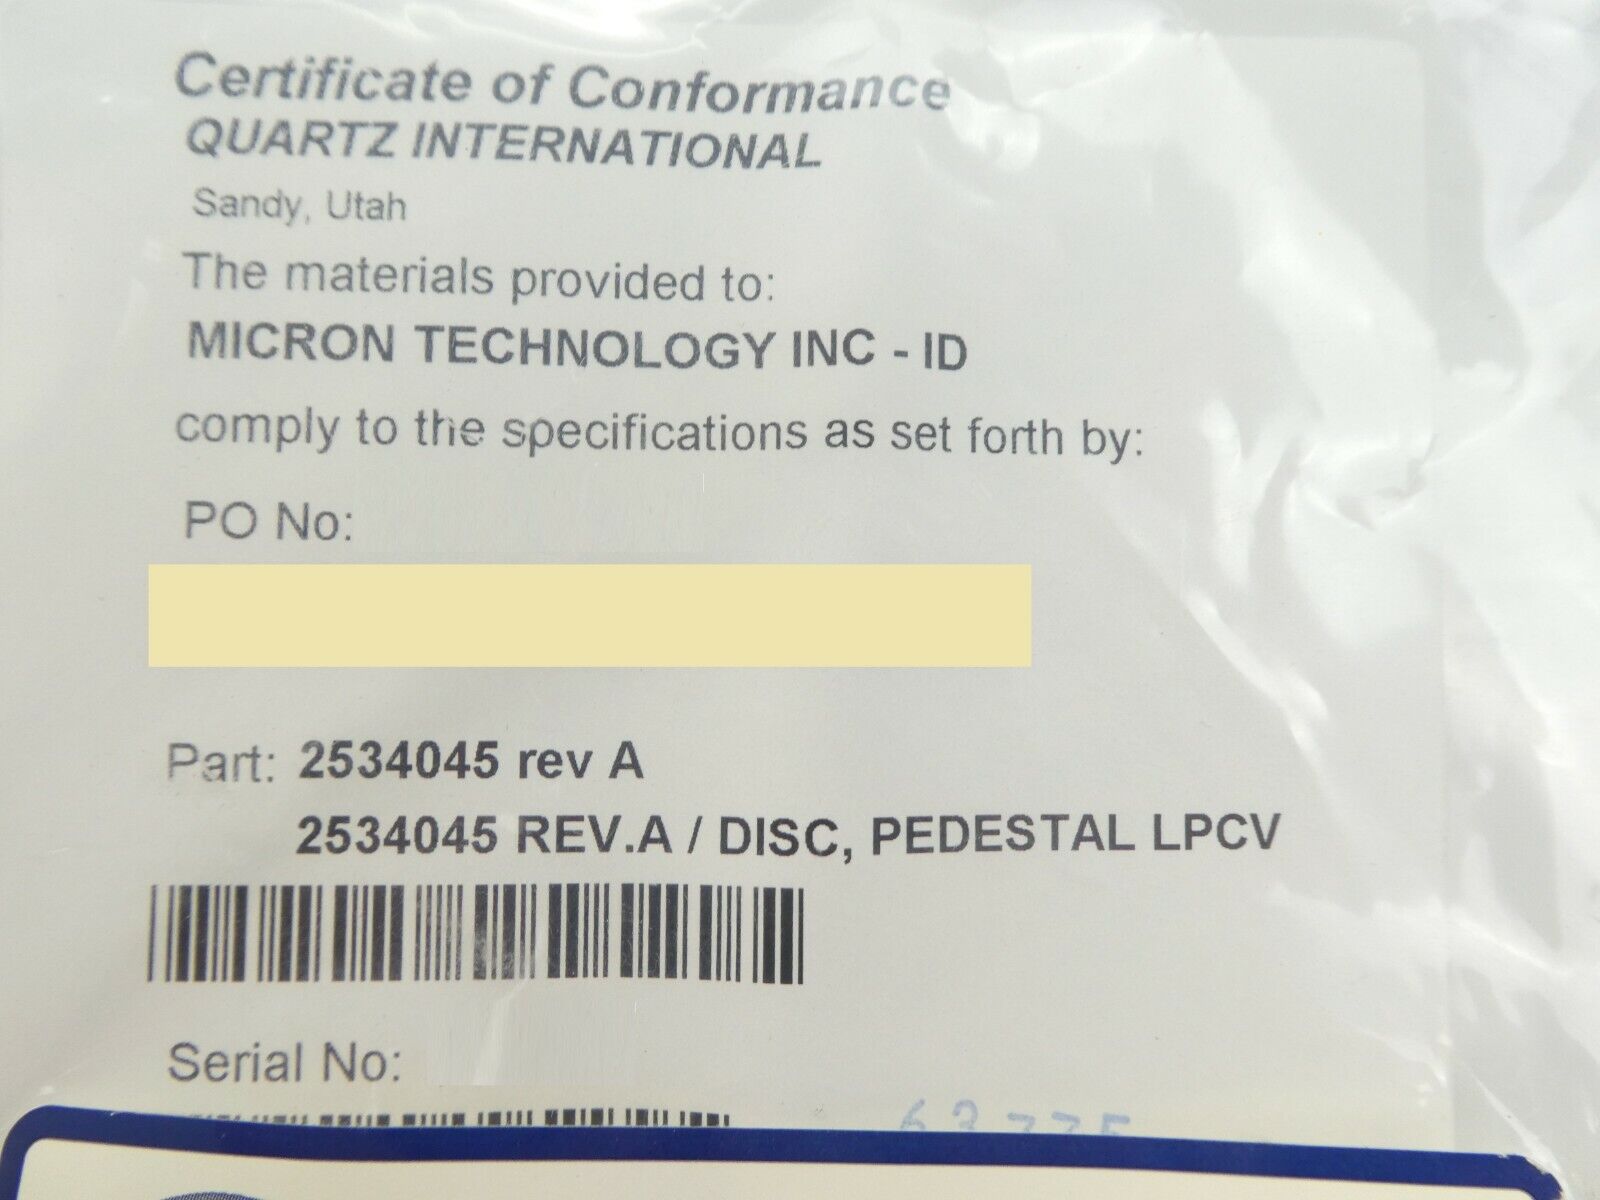 Certificate of Conformance
QUARTZ INTERNATIONAL
Sandy, Utah
The materials provided to:
MICRON TECHNOLOGY INC - ID
comply to the specifications as set forth by:
PO No:
Part: 2534045 rev A
2534045 REV.A / DISC, PEDESTAL LPCV
Serial No: